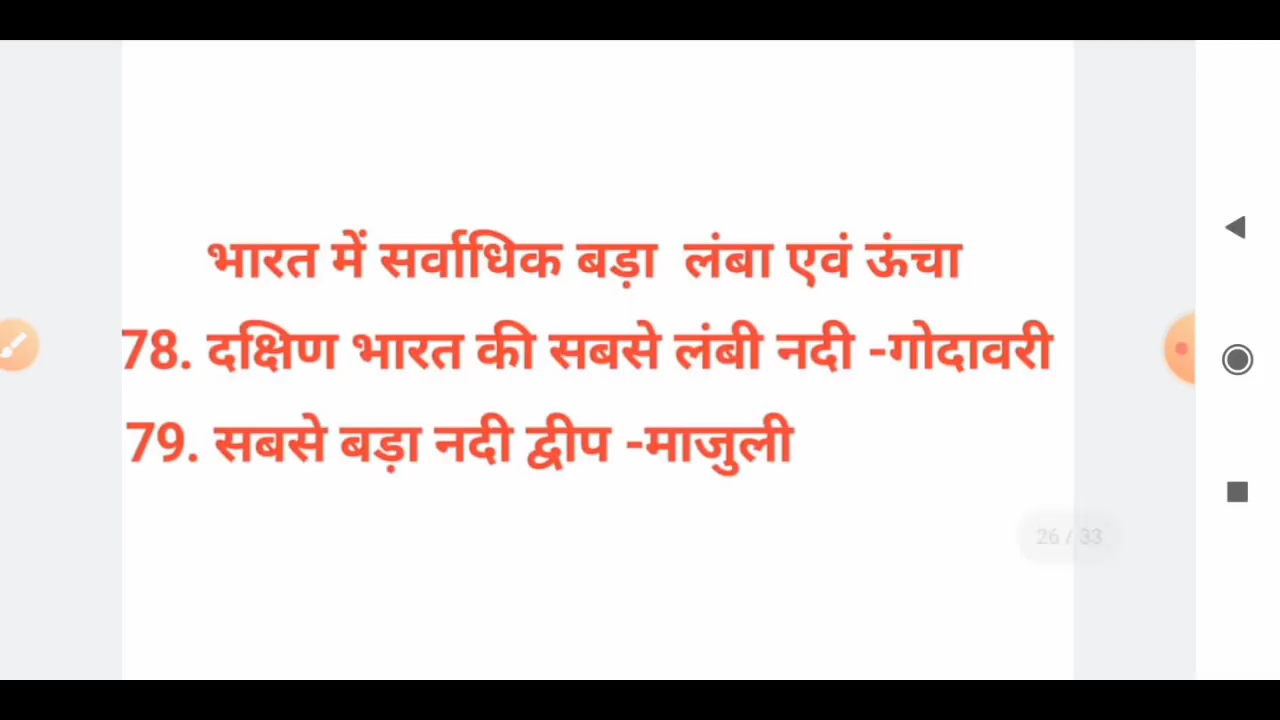 भारत में सर्वाधिक बड़ा लंबा एवं ऊंचा
78. दक्षिण भारत की सबसे लंबी नदी -गोदावरी
79. सबसे बड़ा नदी द्वीप -माजुली
26 / 33